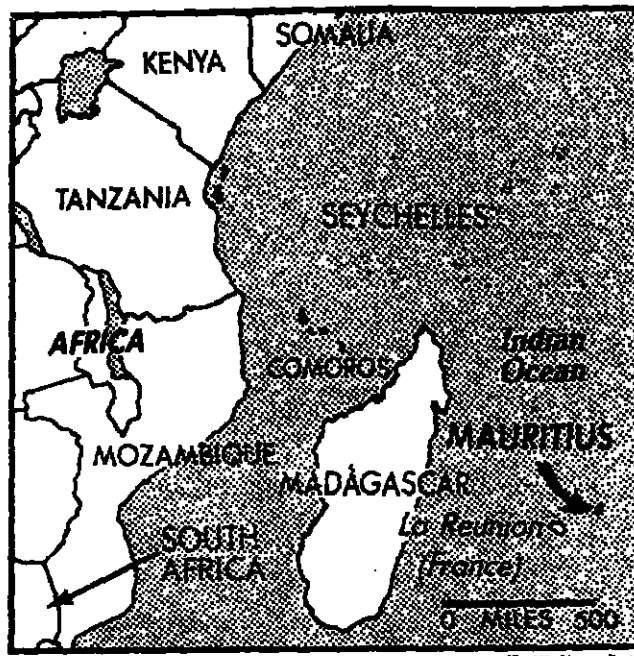 SOMALIA
KENYA
TANZANIA
SEYCHELLES
AFRICA
COMOROS
Indian
Ocean
MOZAMBIQUE
MAURITIUS
MADAGASCAR
La Reunion
(France)
SOUTH
AFRICA
0 MILES 500